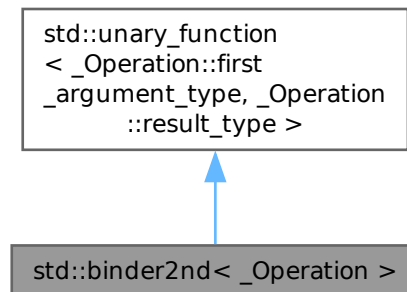 std::unary_function
< _Operation::first
_argument_type, _Operation
::result_type >
std::binder2nd< _Operation >